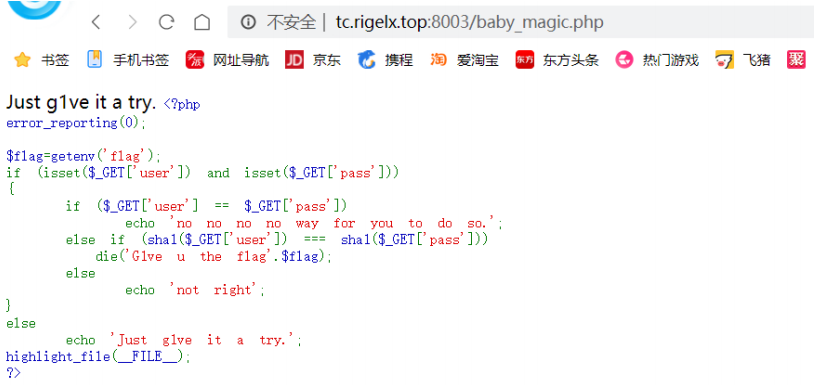 不安全 | tc.rigelx.top:8003/baby_magic.php
书签 手机书签 网址导航 JD 京东 携程 淘 爱淘宝 东方 东方头条 热门游戏 飞猪 聚
Just g1ve it a try. <?php
error_reporting(0);
$flag=getenv('flag');
if (isset($_GET['user']) and isset($_GET['pass']))
{
if ($_GET['user'] == $_GET['pass'])
echo 'no no no no way for you to do so.';
else if (sha1($_GET['user']) === sha1($_GET['pass']))
die('G1ve u the flag'.$flag);
else
echo 'not right';
}
else
echo 'Just g1ve it a try.';
highlight_file(__FILE__);
?>